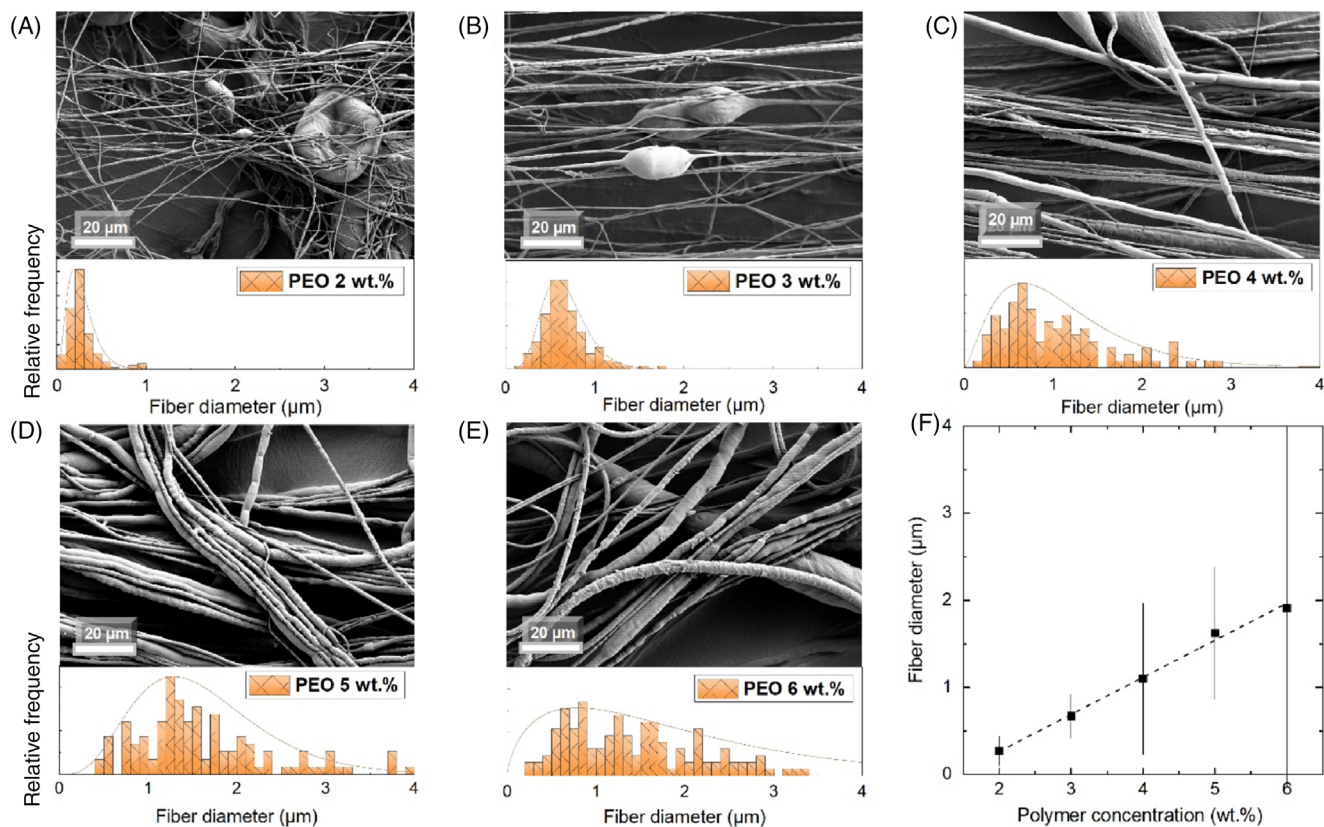 (A)
20 µm
Relative frequency
PEO 2 wt.%
0 1 2 3 4
Fiber diameter (µm)
(B)
20 µm
PEO 3 wt.%
0 1 2 3 4
Fiber diameter (µm)
(C)
20 µm
PEO 4 wt.%
0 1 2 3 4
Fiber diameter (µm)
(D)
20 µm
Relative frequency
PEO 5 wt.%
0 1 2 3 4
Fiber diameter (µm)
(E)
20 µm
PEO 6 wt.%
0 1 2 3 4
Fiber diameter (µm)
(F)
4
3
2
1
0
Fiber diameter (µm)
2 3 4 5 6
Polymer concentration (wt.%)